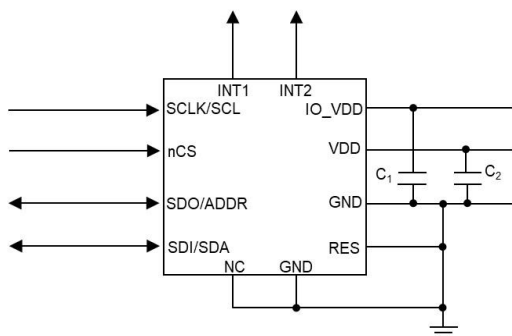 INT1 INT2
SCLK/SCL IO_VDD
nCS VDD
C1 C2
SDO/ADDR GND
SDI/SDA RES
NC GND